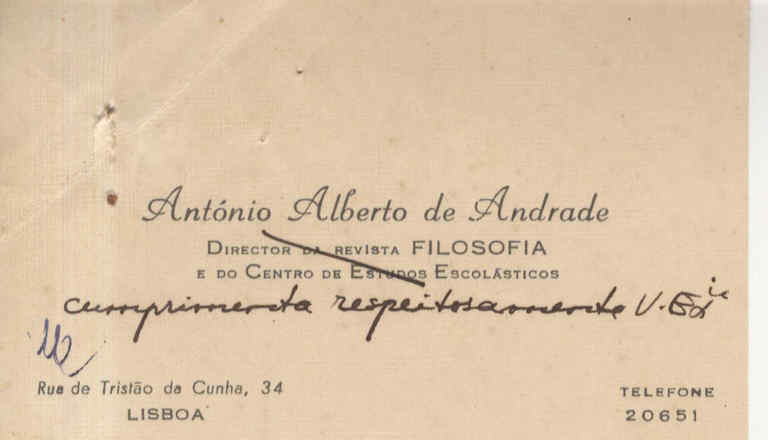 António Alberto de Andrade
DIRECTOR DA REVISTA FILOSOFIA
E DO CENTRO DE ESTUDOS ESCOLÁSTICOS
cumprimenta respeitosamente V. Ex
Rua de Tristão da Cunha, 34
LISBOA
TELEFONE
20651